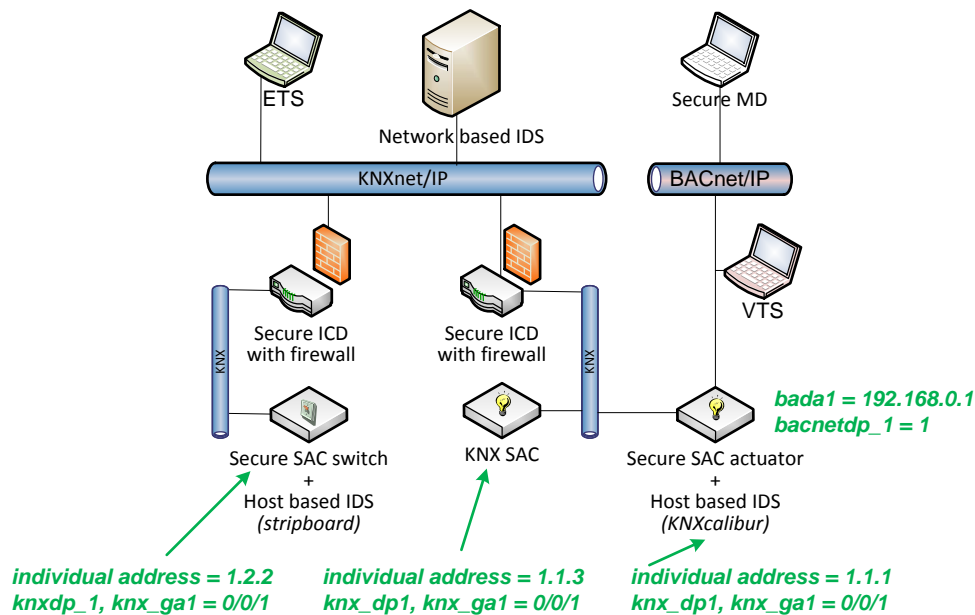 ETS
Network based IDS
Secure MD
KNXnet/IP
BACnet/IP
VTS
Secure ICD
with firewall
Secure ICD
with firewall
KNX
KNX
bada1 = 192.168.0.1
bacnetdp_1 = 1
Secure SAC switch
+
Host based IDS
(stripboard)
KNX SAC
Secure SAC actuator
+
Host based IDS
(KNXcalibur)
individual address = 1.2.2
knxdp_1, knx_ga1 = 0/0/1
individual address = 1.1.3
knx_dp1, knx_ga1 = 0/0/1
individual address = 1.1.1
knx_dp1, knx_ga1 = 0/0/1